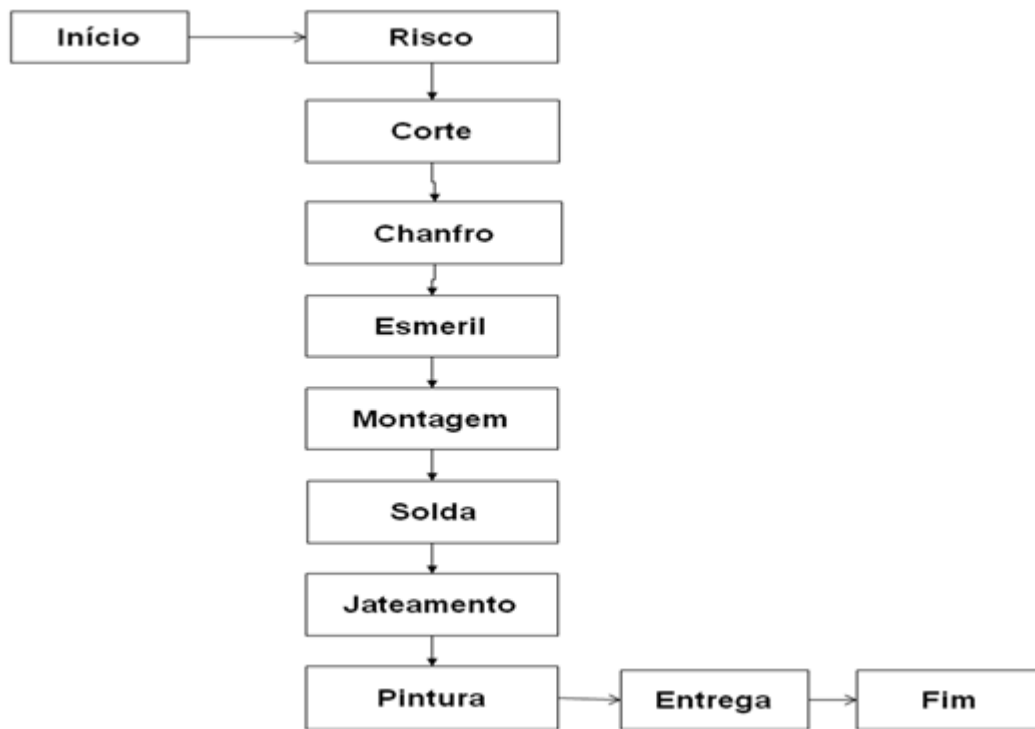 Início
Risco
Corte
Chanfro
Esmeril
Montagem
Solda
Jateamento
Pintura
Entrega
Fim